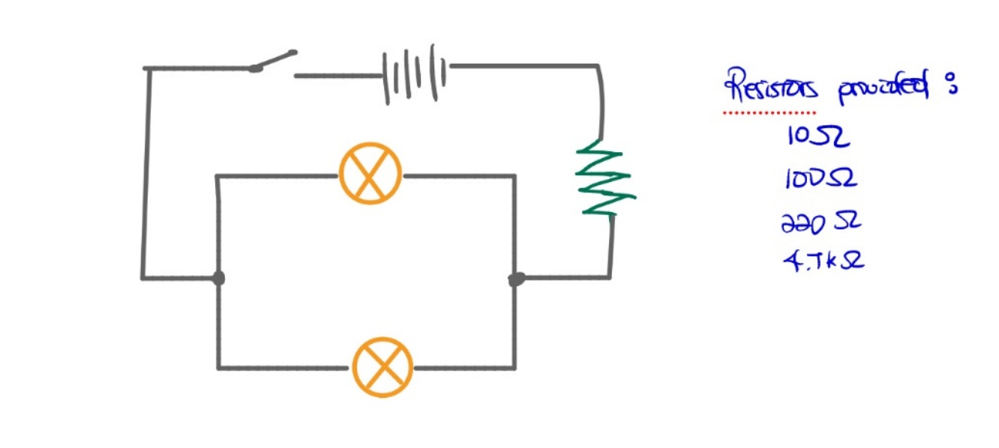 Resistors provided :
10Ω
100Ω
220 Ω
4.7kΩ